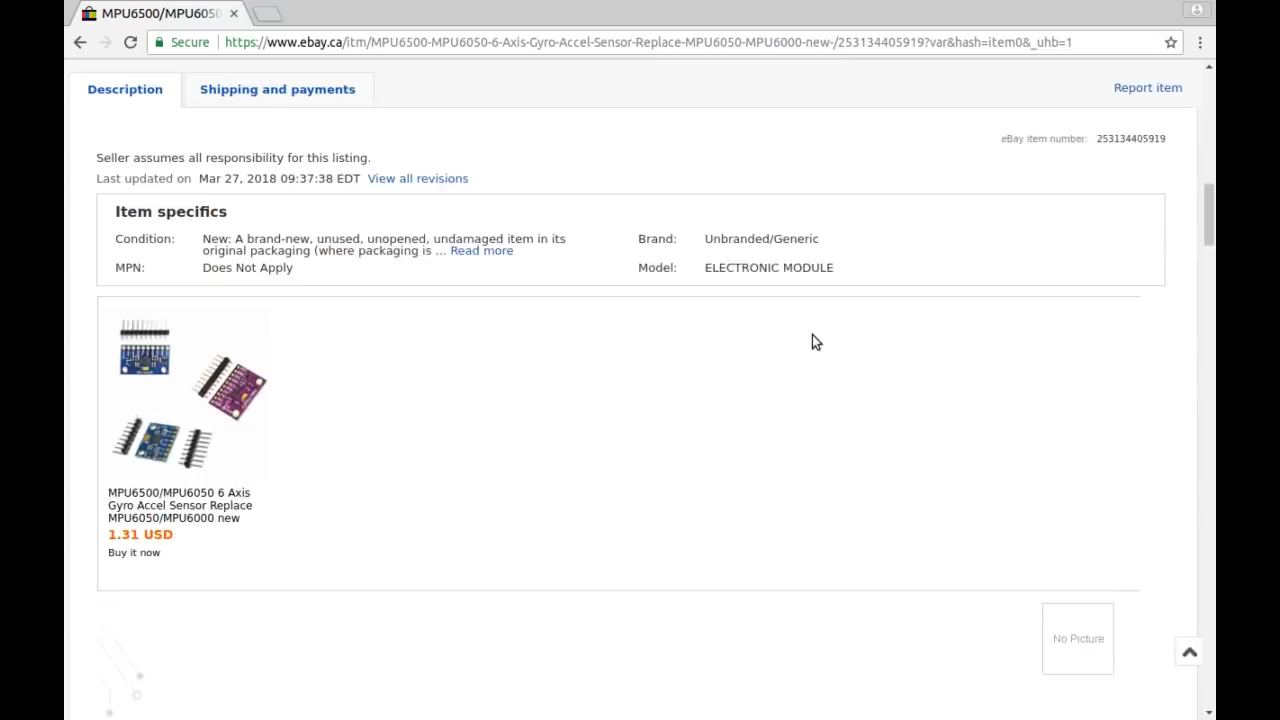 MPU6500/MPU6050
Secure https://www.ebay.ca/itm/MPU6500-MPU6050-6-Axis-Gyro-Accel-Sensor-Replace-MPU6050-MPU6000-new-/253134405919?var&hash=item0&_uhb=1
Description Shipping and payments Report item
eBay item number: 253134405919
Seller assumes all responsibility for this listing.
Last updated on Mar 27, 2018 09:37:38 EDT View all revisions
Item specifics
Condition: New: A brand-new, unused, unopened, undamaged item in its Brand: Unbranded/Generic
original packaging (where packaging is ... Read more
MPN: Does Not Apply Model: ELECTRONIC MODULE
MPU6500/MPU6050 6 Axis
Gyro Accel Sensor Replace
MPU6050/MPU6000 new
1.31 USD
Buy it now
No Picture